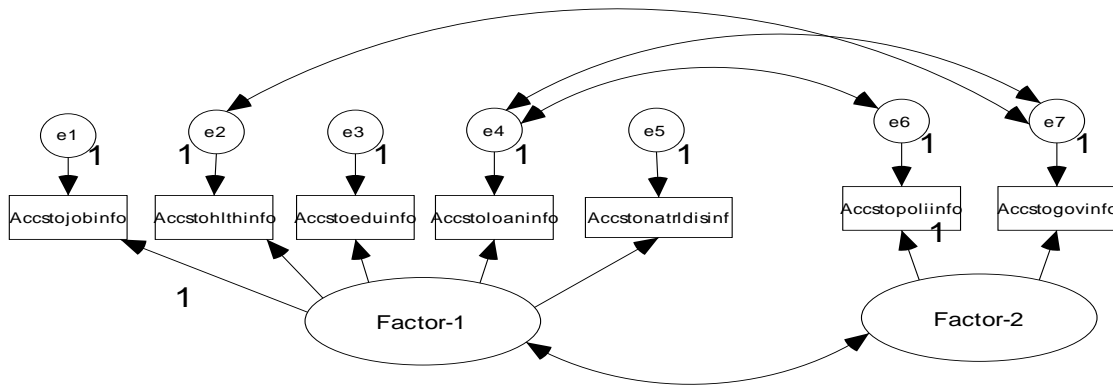 e1 e2 e3 e4 e5 e6 e7
1 1 1 1 1 1 1
Accstojobinfo Accstohlthinfo Accstoeduinfo Accstoloaninfo Accstonatrldisinf Accstopoliinfo Accstogovinfo
1 1
Factor-1 Factor-2